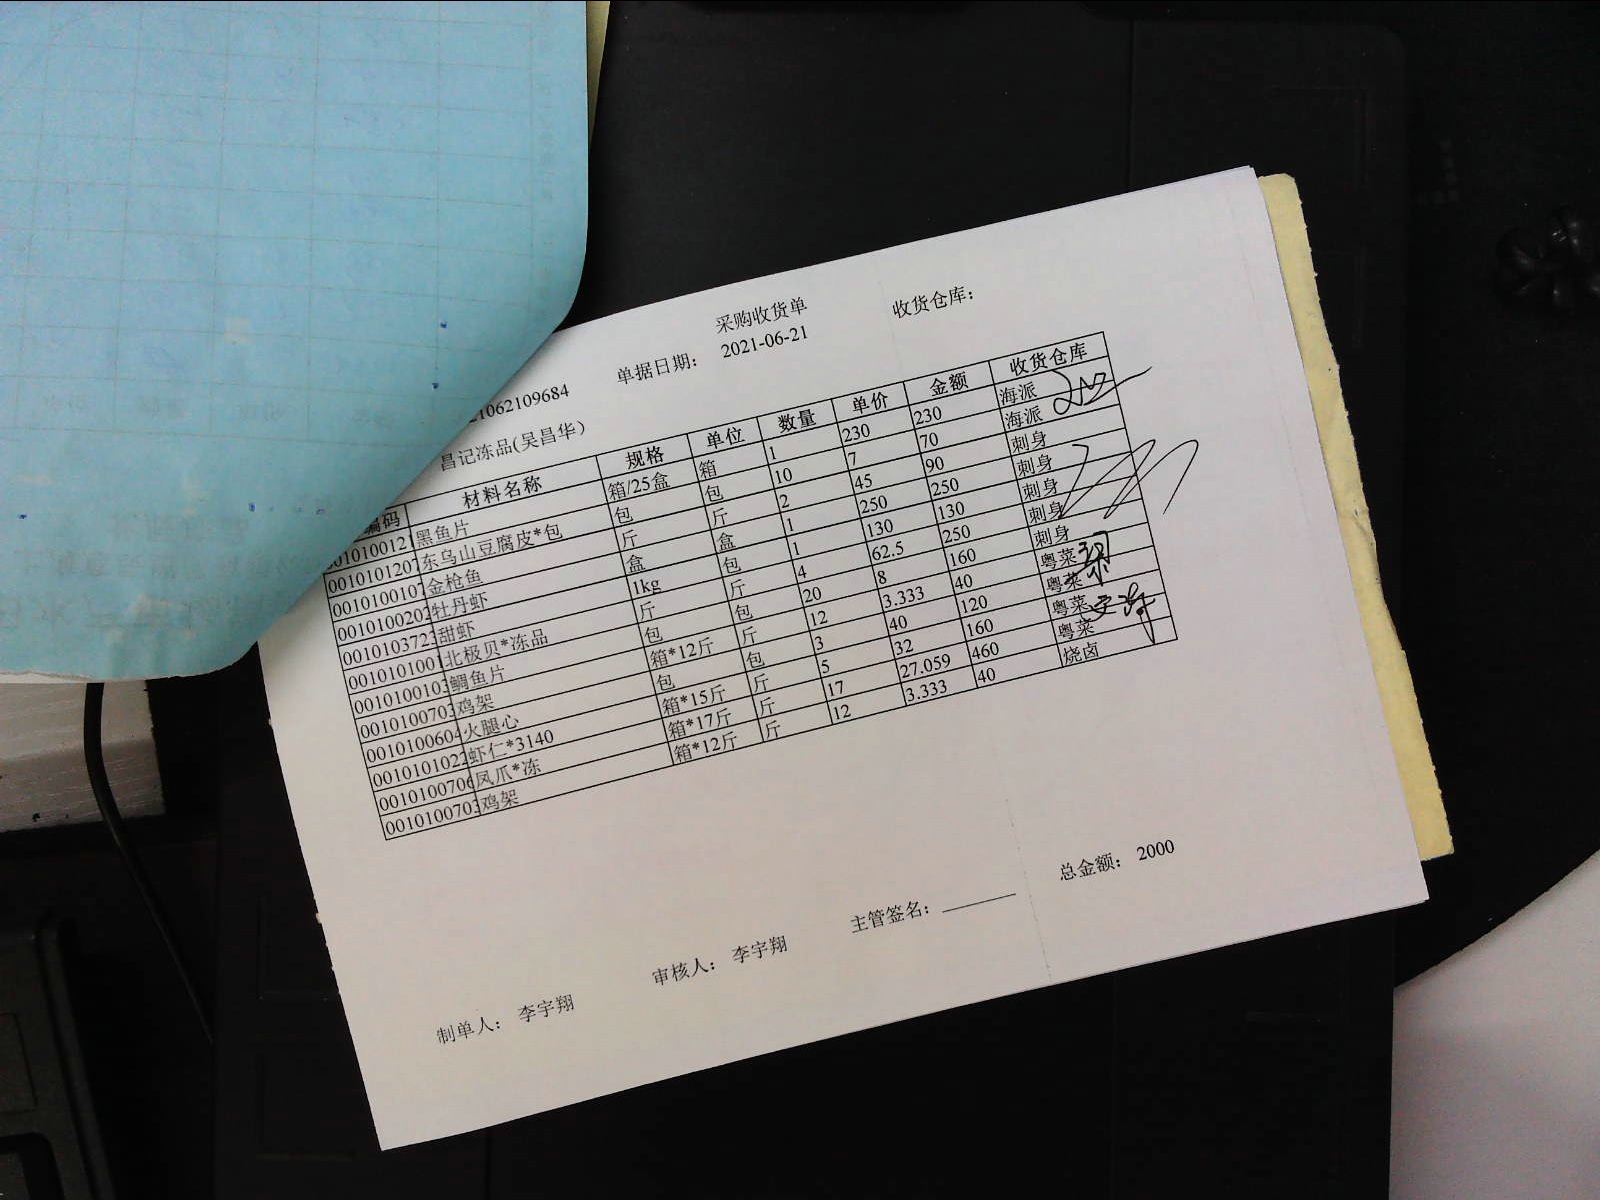 采购收货单
单据日期: 2021-06-21 收货仓库:
21062109684
昌记冻品(吴昌华)
编码 材料名称 规格 单位 数量 单价 金额 收货仓库
0010100121 黑鱼片 箱/25盒 箱 1 230 230 海派
0010101207 东乌山豆腐皮*包 包 包 10 7 70 海派
0010100107 金枪鱼 斤 斤 2 45 90 刺身
0010100202 牡丹虾 盒 盒 1 250 250 刺身
0010103723 甜虾 1kg 包 1 130 130 刺身
001010001 北极贝*冻品 斤 斤 4 62.5 250 刺身
0010100103 鲷鱼片 包 包 20 8 160 刺身
0010100703 鸡架 箱*12斤 斤 12 3.333 40 粤菜
0010100604 火腿心 包 包 3 40 120 粤菜
0010101022 虾仁*3140 箱*15斤 斤 5 32 160 粤菜
0010100706 凤爪*冻 箱*17斤 斤 17 27.059 460 粤菜
0010100703 鸡架 箱*12斤 斤 12 3.333 40 烧卤
总金额: 2000
制单人: 李宇翔 审核人: 李宇翔 主管签名: